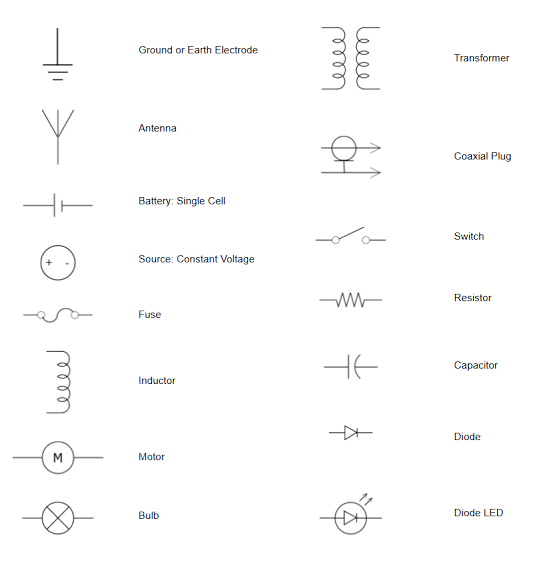 Ground or Earth Electrode
Antenna
Battery: Single Cell
+ -
Source: Constant Voltage
Fuse
Inductor
M
Motor
Bulb
Transformer
Coaxial Plug
Switch
Resistor
Capacitor
Diode
Diode LED